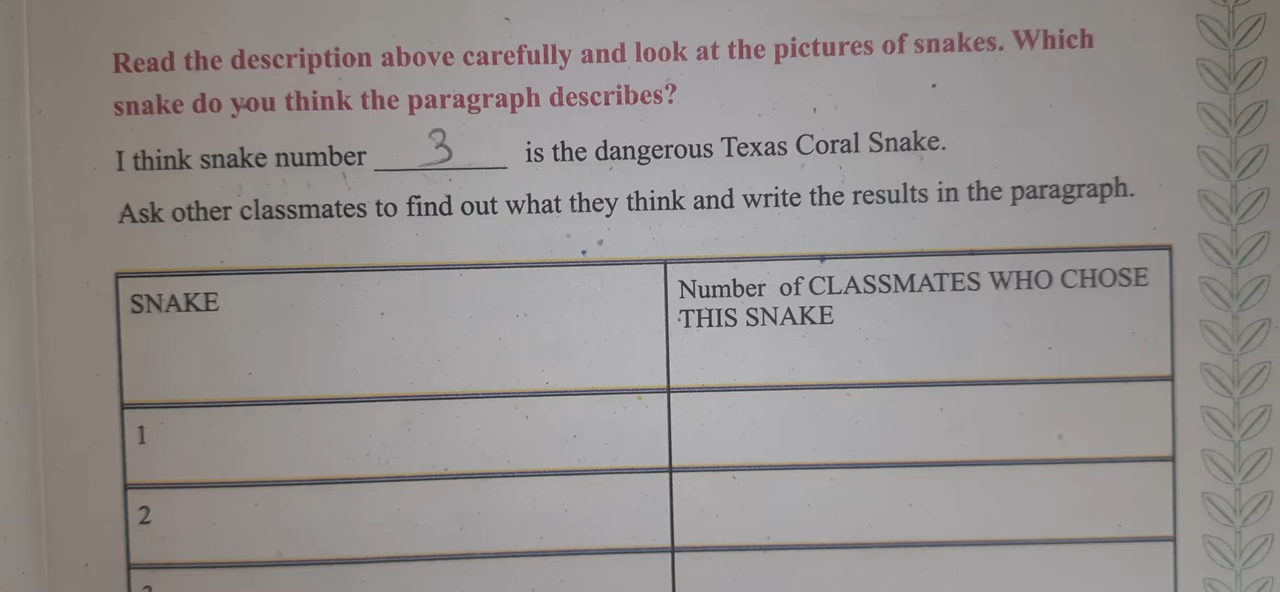 Read the description above carefully and look at the pictures of snakes. Which
snake do you think the paragraph describes?
I think snake number 3 is the dangerous Texas Coral Snake.
Ask other classmates to find out what they think and write the results in the paragraph.
SNAKE
Number of CLASSMATES WHO CHOSE
THIS SNAKE
1
2